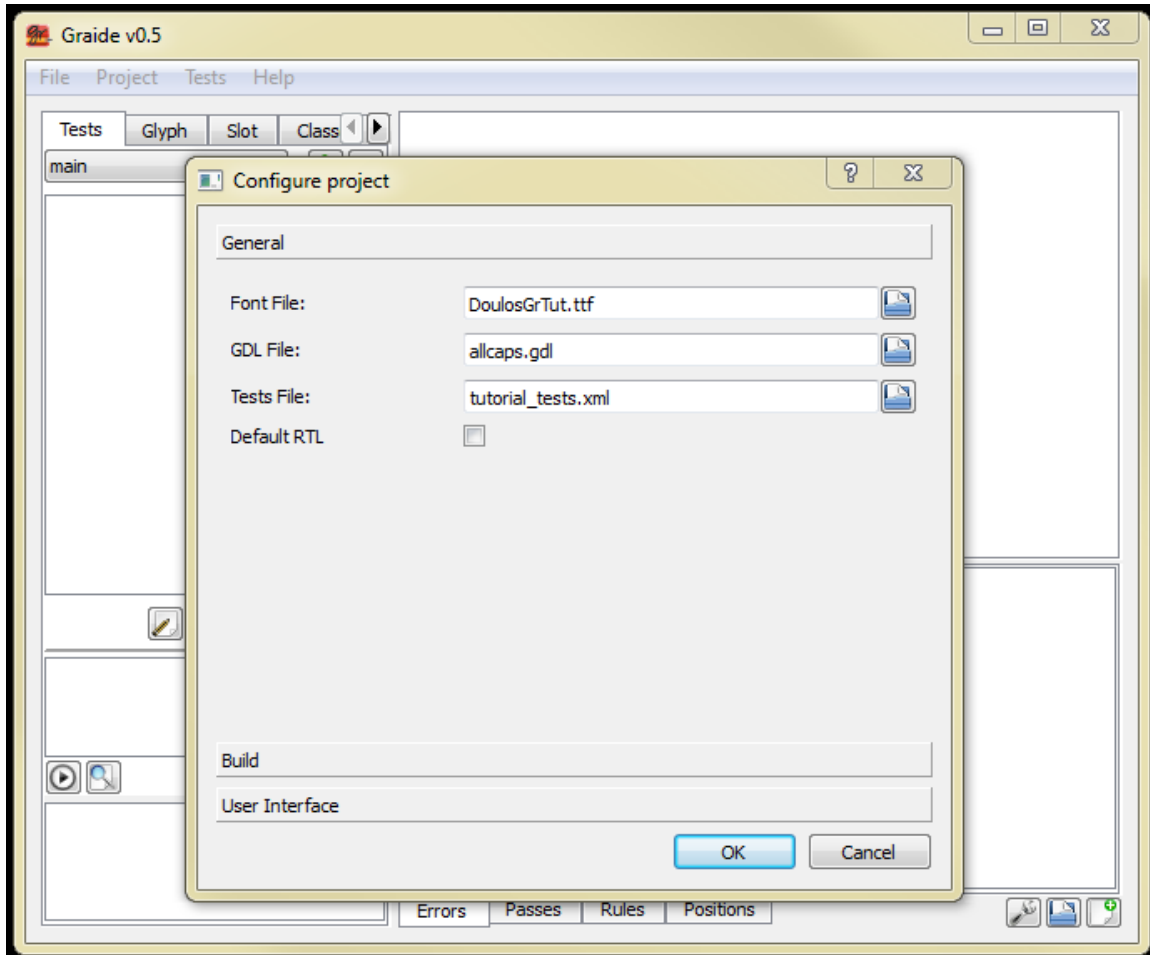 Graide v0.5
File Project Tests Help
Tests Glyph Slot Class
main
Configure project
General
Font File: DoulosGrTut.ttf
GDL File: allcaps.gdl
Tests File: tutorial_tests.xml
Default RTL
Build
User Interface
OK Cancel
Errors Passes Rules Positions